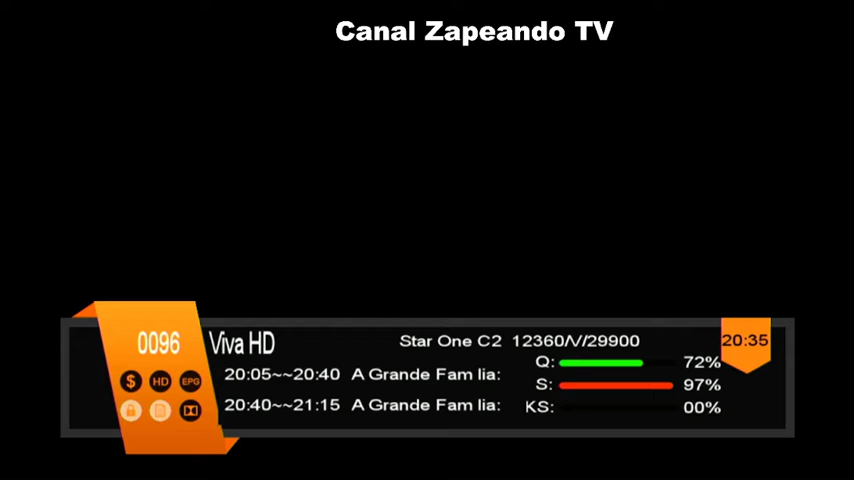 Canal Zapeando TV
0096 Viva HD Star One C2 12360/V/29900 20:35
Q: 72%
$ HD EPG 20:05~~20:40 A Grande Fam lia: S: 97%
20:40~~21:15 A Grande Fam lia: KS: 00%